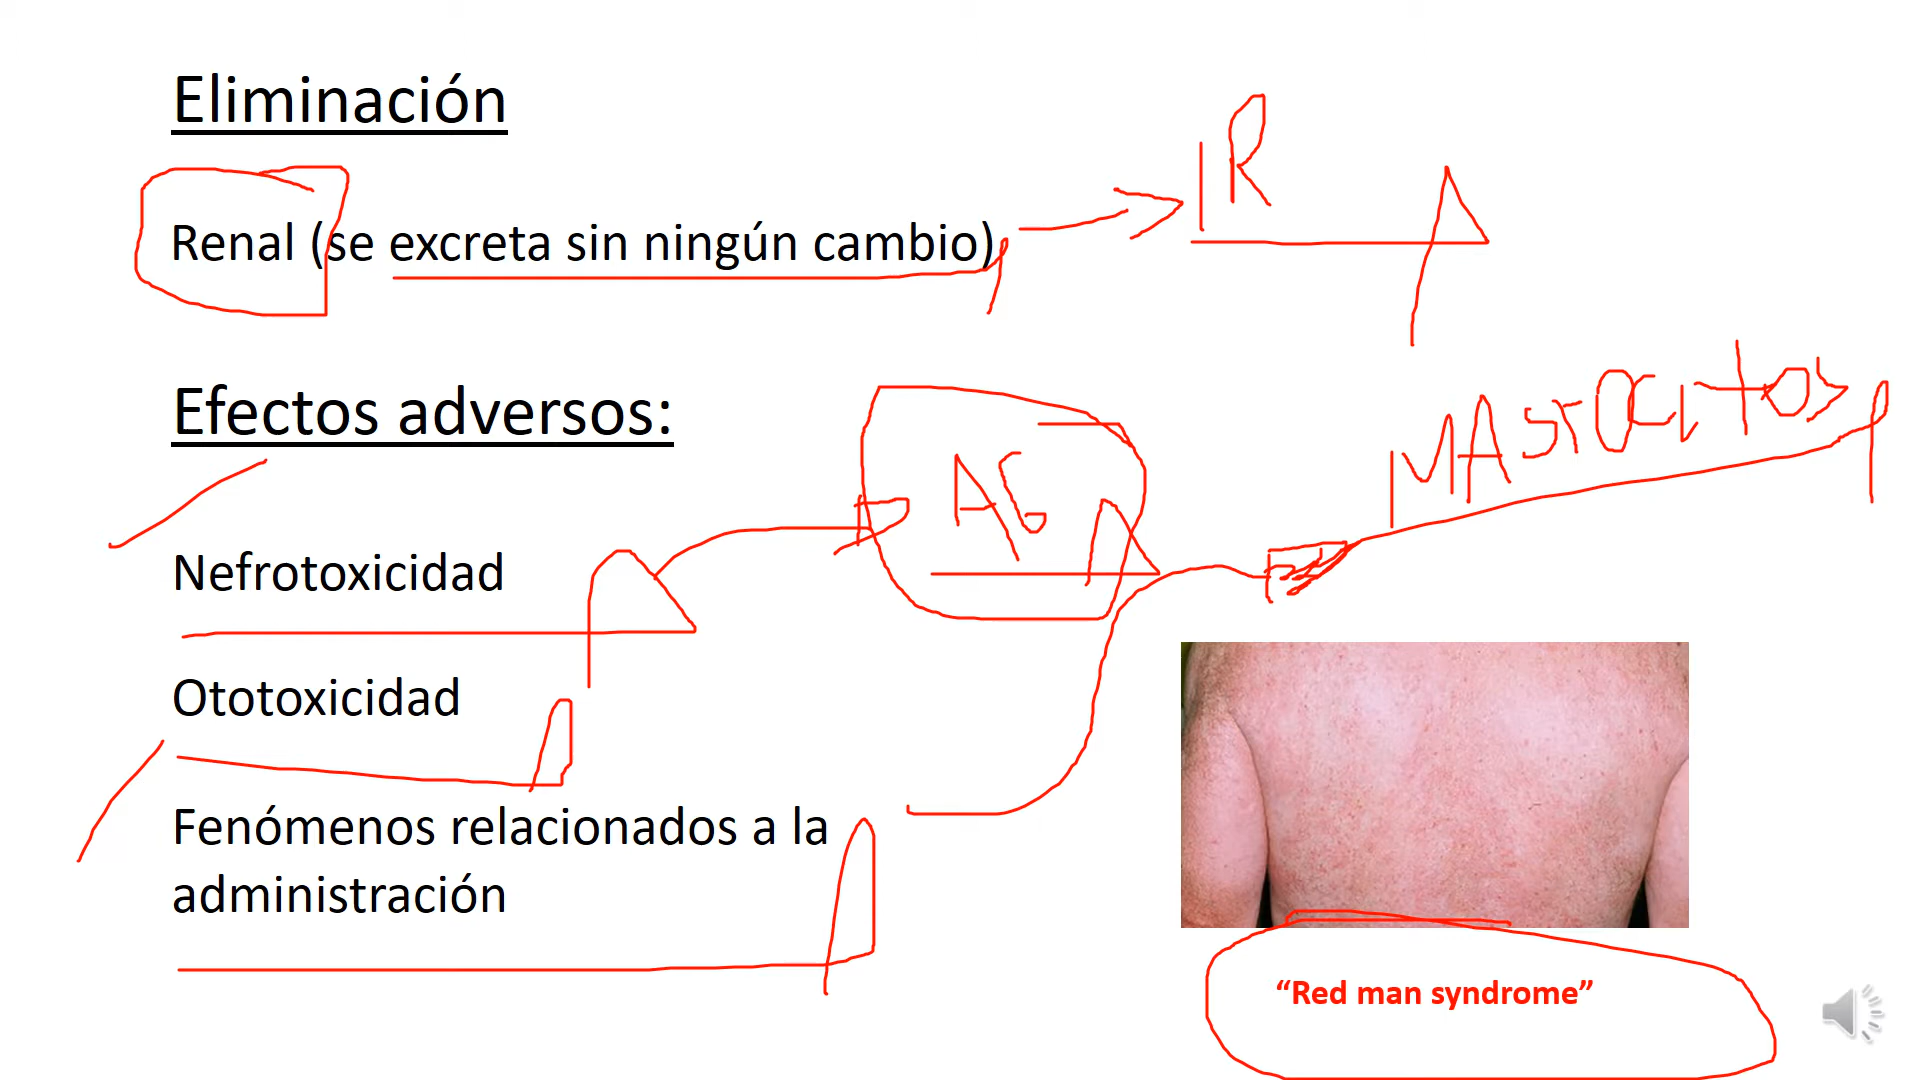 Eliminación
IR
Renal (se excreta sin ningún cambio)
Efectos adversos:
MAstOcitos
AG
Nefrotoxicidad
Ototoxicidad
Fenómenos relacionados a la
administración
“Red man syndrome”